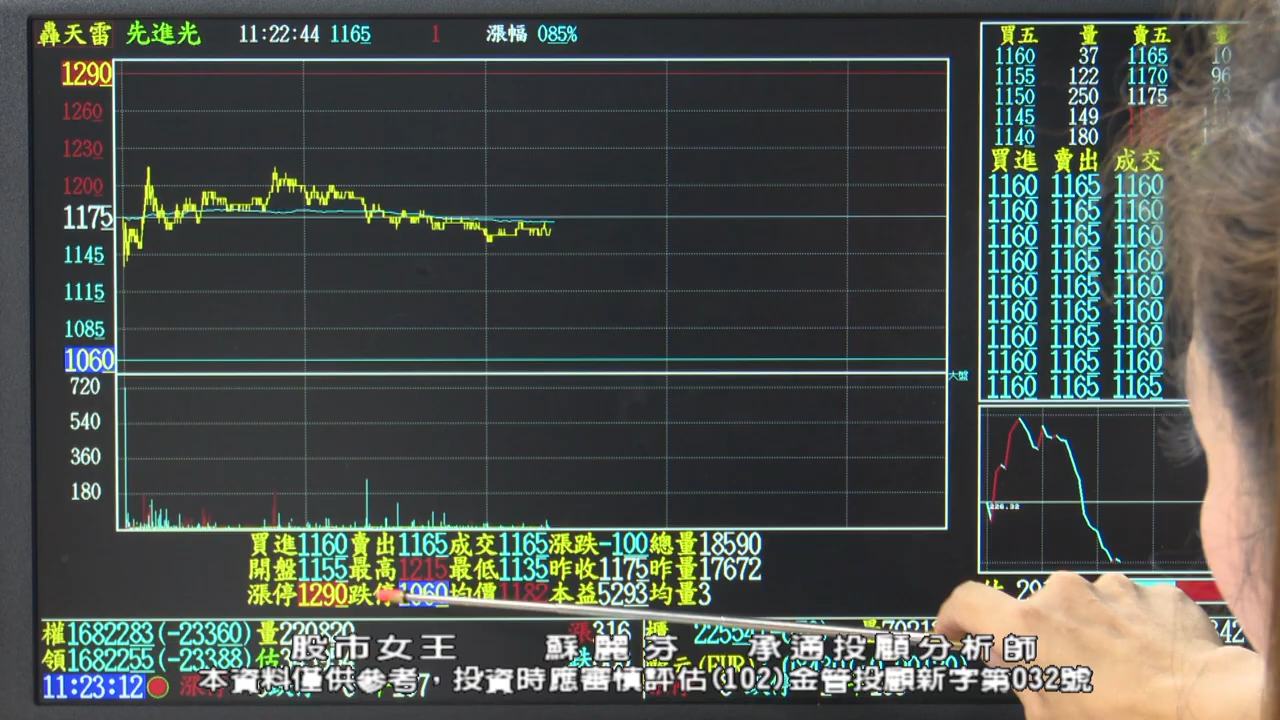 轟天雷 先進光 11:22:44 1165 1 漲幅 085%
1290
1260
1230
1200
1175
1145
1115
1085
1060
720
540
360
180
大盤
買五 量 賣五 量
1160 37 1165 10
1155 122 1170 96
1150 250 1175 73
1145 149
1140 180
買進 賣出 成交
1160 1165 1160
1160 1165 1160
1160 1165 1160
1160 1165 1160
1160 1165 1160
1160 1165 1160
1160 1165 1160
1160 1165 1160
1160 1165 1165
買進1160賣出1165成交1165漲跌-100總量18590
開盤1155最高1215最低1135昨收1175昨量17672
漲停1290跌停1060均價1182本益5293均量3
權1682283(-23360)量220820 漲316 櫃
領1682255(-23388)估
11:23:12
股市女王 蘇麗芬 承通投顧分析師
本資料僅供參考，投資時應審慎評估(102)金管投顧新字第032號